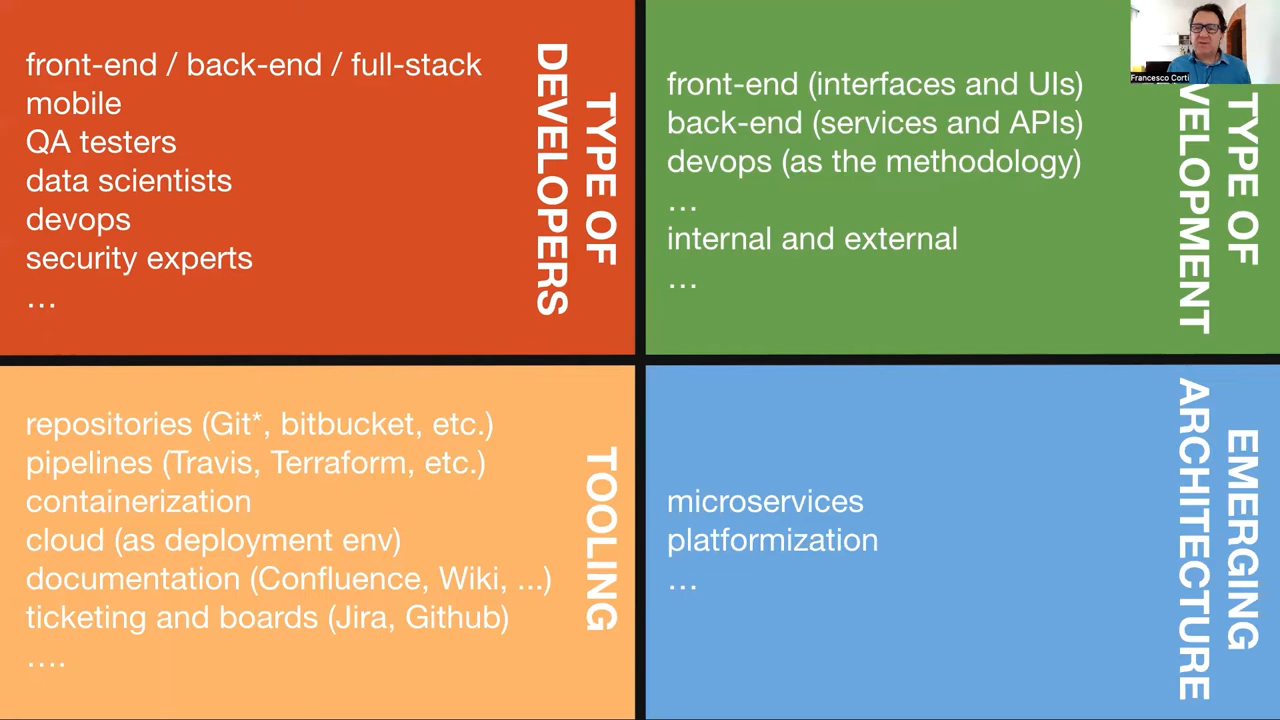 front-end / back-end / full-stack
mobile
QA testers
data scientists
devops
security experts
...
TYPE OF
DEVELOPERS
front-end (interfaces and UIs)
back-end (services and APIs)
devops (as the methodology)
...
internal and external
...
TYPE OF
VELOPMENT
Francesco Corti
repositories (Git*, bitbucket, etc.)
pipelines (Travis, Terraform, etc.)
containerization
cloud (as deployment env)
documentation (Confluence, Wiki, ...)
ticketing and boards (Jira, Github)
....
TOOLING
microservices
platformization
...
EMERGING
ARCHITECTURE